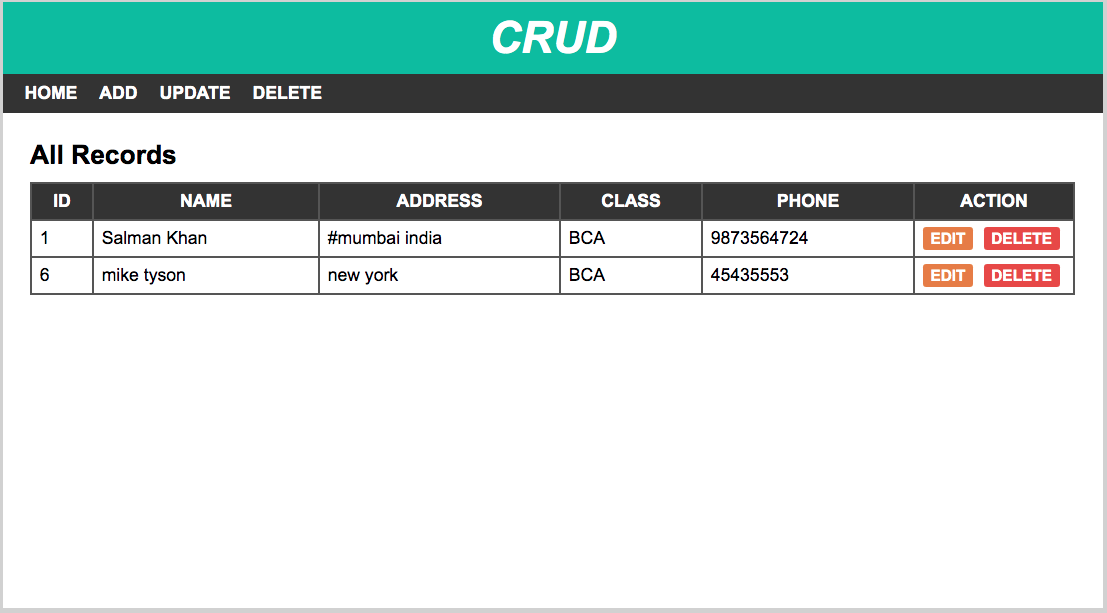 CRUD
HOME ADD UPDATE DELETE
All Records
ID NAME ADDRESS CLASS PHONE ACTION
1 Salman Khan #mumbai india BCA 9873564724 EDIT DELETE
6 mike tyson new york BCA 45435553 EDIT DELETE